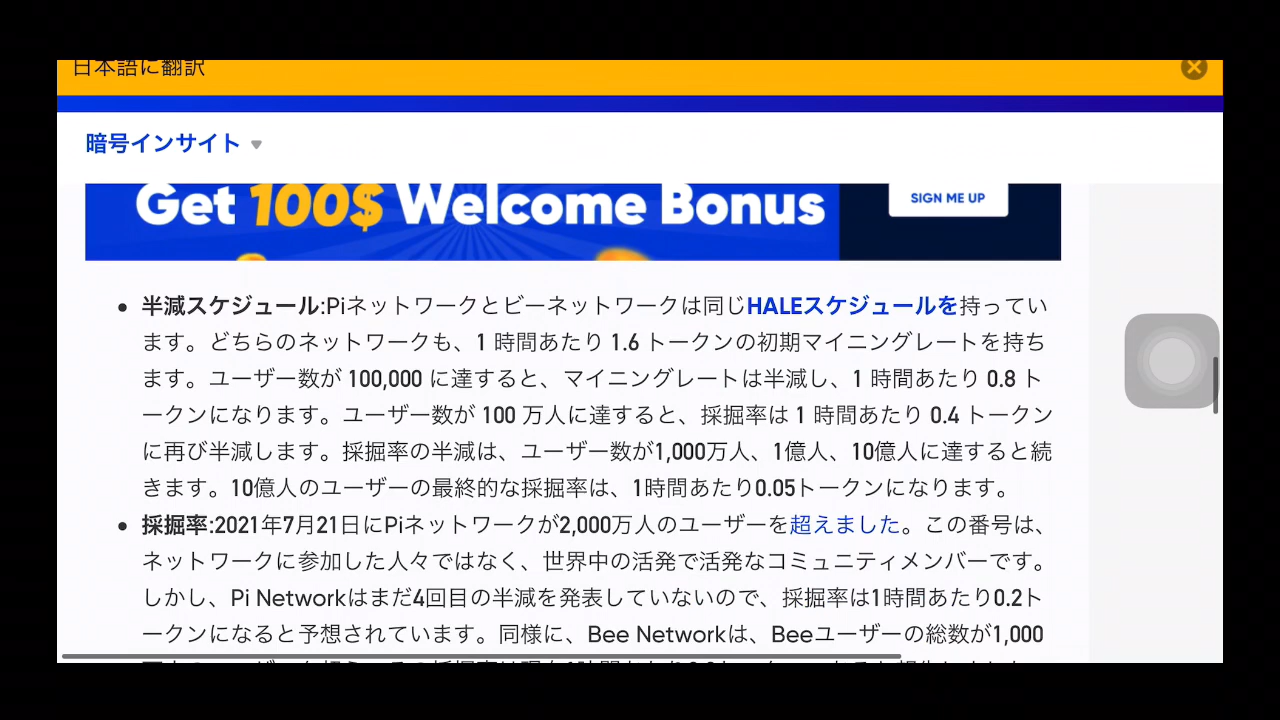 日本語に翻訳
暗号インサイト
Get 100$ Welcome Bonus
SIGN ME UP
• 半減スケジュール:PiネットワークとビーネットワークはHALEスケジュールを持ってい
ます。どちらのネットワークも、1 時間あたり 1.6 トークンの初期マイニングレートを持ち
ます。ユーザー数が 100,000 に達すると、マイニングレートは半減し、1 時間あたり 0.8 ト
ークンになります。ユーザー数が 100 万人に達すると、採掘率は 1 時間あたり 0.4 トークン
に再び半減します。採掘率の半減は、ユーザー数が1,000万人、1億人、10億人に達すると続
きます。10億人のユーザーの最終的な採掘率は、1時間あたり0.05トークンになります。
• 採掘率:2021年7月21日にPiネットワークが2,000万人のユーザーを超えました。この番号は、
ネットワークに参加した人々ではなく、世界中の活発で活発なコミュニティメンバーです。
しかし、Pi Networkはまだ4回目の半減を発表していないので、採掘率は1時間あたり0.2ト
ークンになると予想されています。同様に、Bee Networkは、Beeユーザーの総数が1,000